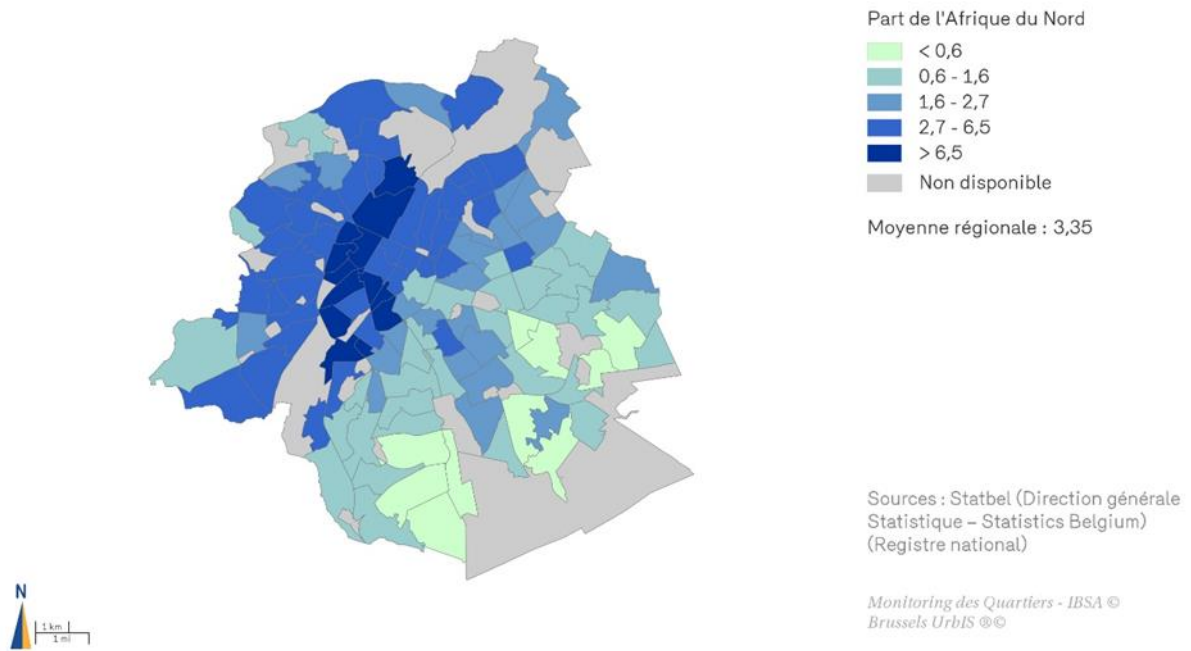 Part de l'Afrique du Nord
< 0,6
0,6 - 1,6
1,6 - 2,7
2,7 - 6,5
> 6,5
Non disponible
Moyenne régionale : 3,35
Sources : Statbel (Direction générale
Statistique – Statistics Belgium)
(Registre national)
Monitoring des Quartiers - IBSA ©
Brussels UrbIS ®©
N
1 km
1 mi